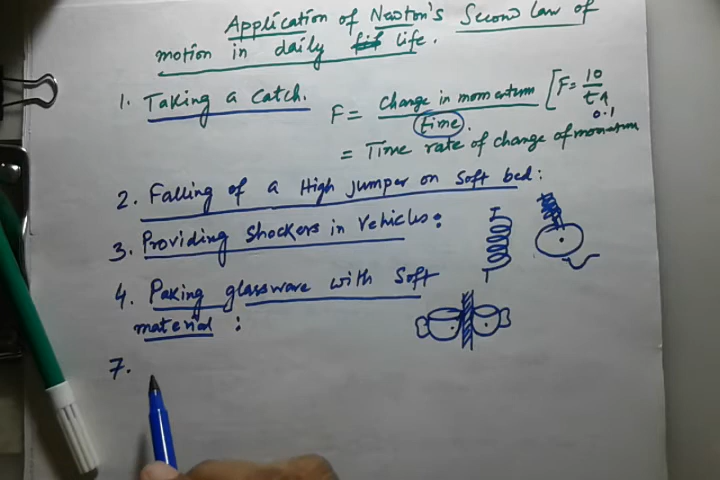 Application of Newton's Second law of
motion in daily life.
1. Taking a catch.
F = Change in momentum / time. [F = 10 / t↑
0.1
= Time rate of change of momentum
2. Falling of a High jumper on soft bed:
3. Providing Shockers in Vehicles:
4. Paking glassware with Soft
material:
7.